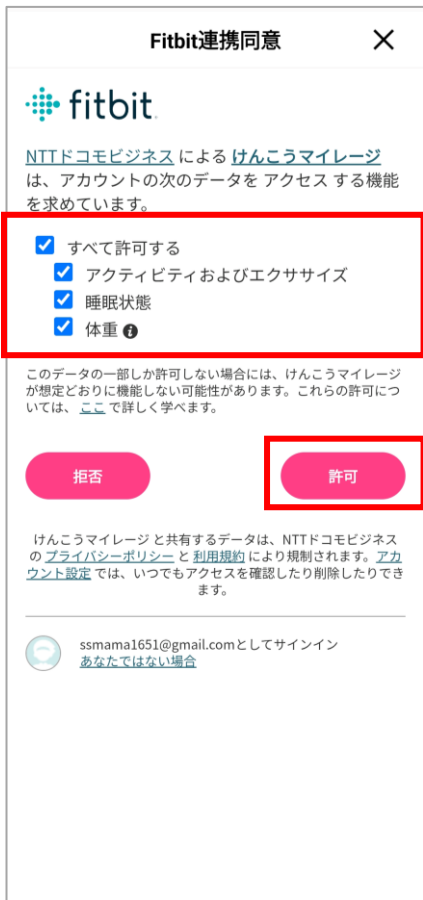 Fitbit連携同意
fitbit.
NTTドコモビジネス による けんこうマイレージ
は、アカウントの次のデータを アクセス する機能
を求めています。
すべて許可する
アクティビティおよびエクササイズ
睡眠状態
体重
このデータの一部しか許可しない場合には、けんこうマイレージ
が想定どおりに機能しない可能性があります。これらの許可につ
いては、 ここ で詳しく学べます。
拒否
許可
けんこうマイレージ と共有するデータは、NTTドコモビジネス
の プライバシーポリシー と 利用規約 により規制されます。アカ
ウント設定 では、いつでもアクセスを確認したり削除したりでき
ます。
ssmama1651@gmail.comとしてサインイン
あなたではない場合